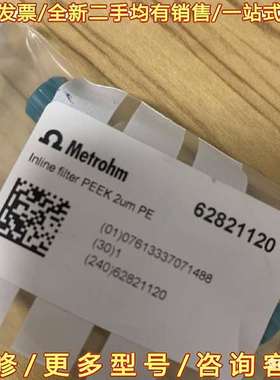 发票/全新二手均有销售/一站式
Metrohm
Inline filter PEEK 2um PE
62821120
(01)07613337071488
(30)1
(240)62821120
修/更多型号/咨询客